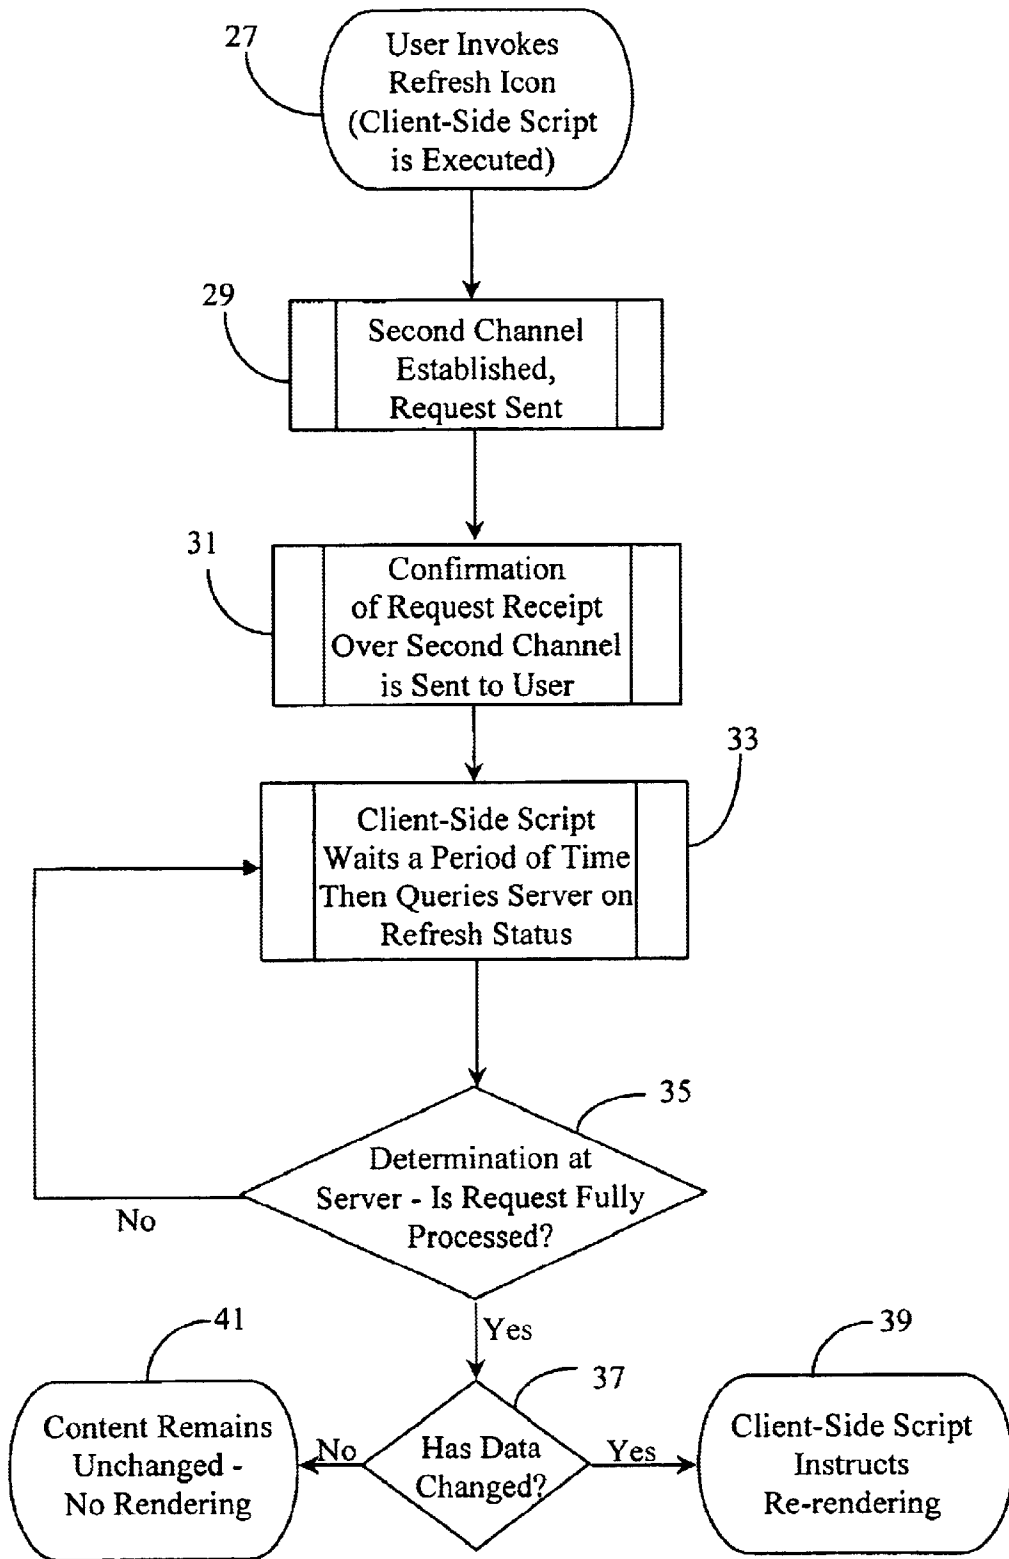 27
User Invokes
Refresh Icon
(Client-Side Script
is Executed)
29
Second Channel
Established,
Request Sent
31
Confirmation
of Request Receipt
Over Second Channel
is Sent to User
33
Client-Side Script
Waits a Period of Time
Then Queries Server on
Refresh Status
35
Determination at
Server - Is Request Fully
Processed?
No
Yes
41
Content Remains
Unchanged -
No Rendering
No
37
Has Data
Changed?
Yes
39
Client-Side Script
Instructs
Re-rendering